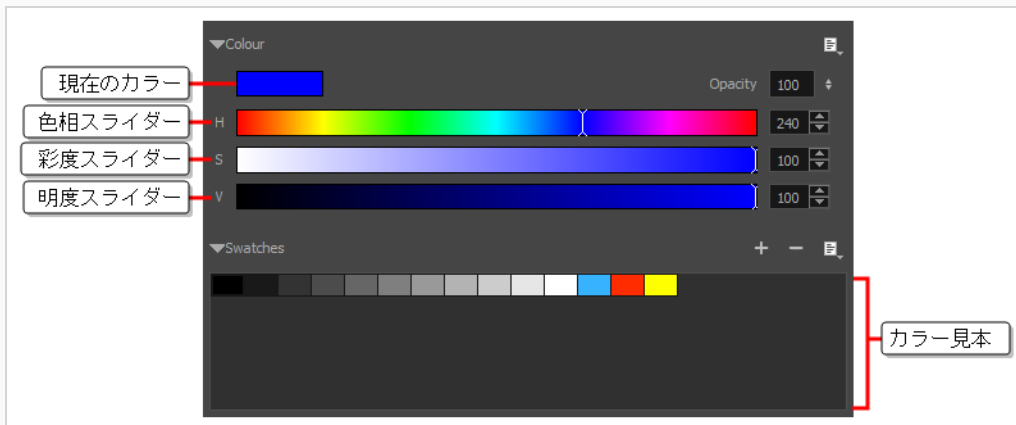 Colour
現在のカラー
Opacity 100
色相スライダー
H 240
彩度スライダー
S 100
明度スライダー
V 100
Swatches
カラー見本